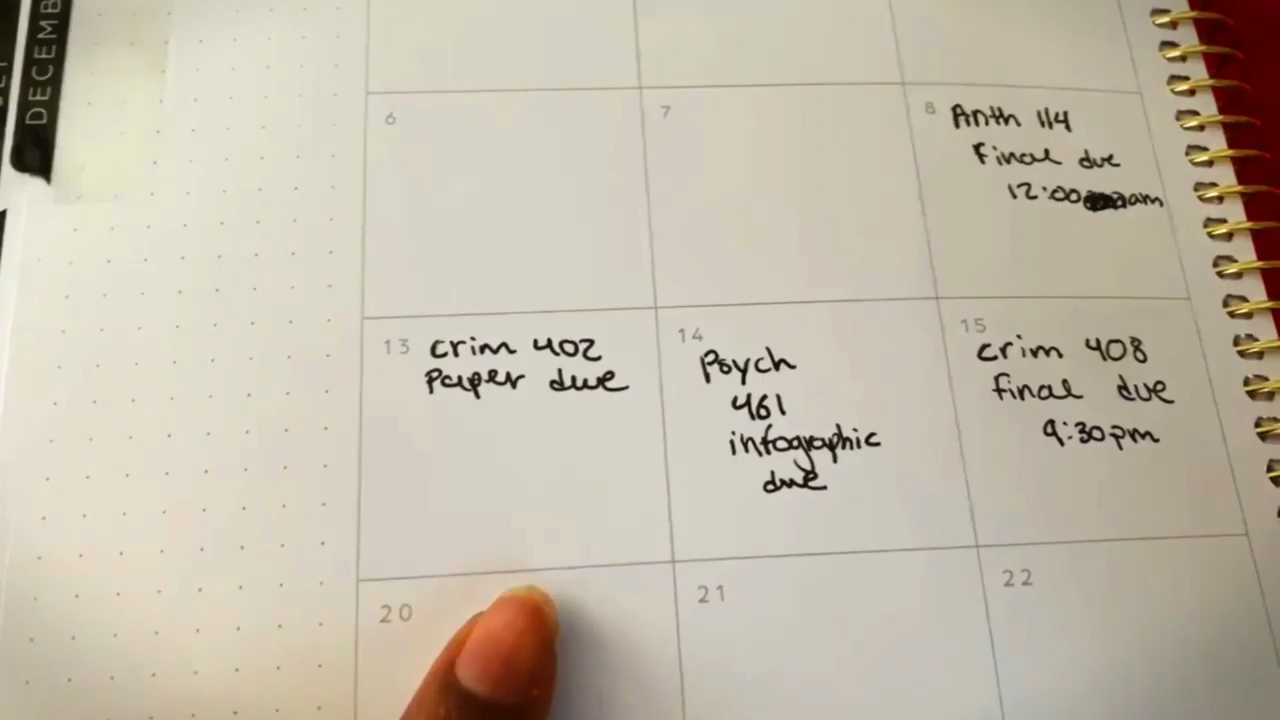 DECEMB
6
7
8 Anth 114
Final due
12:00 am
13 crim 402
Paper due
14
Psych
461
infographic
due
15
crim 408
final due
9:30pm
20
21
22